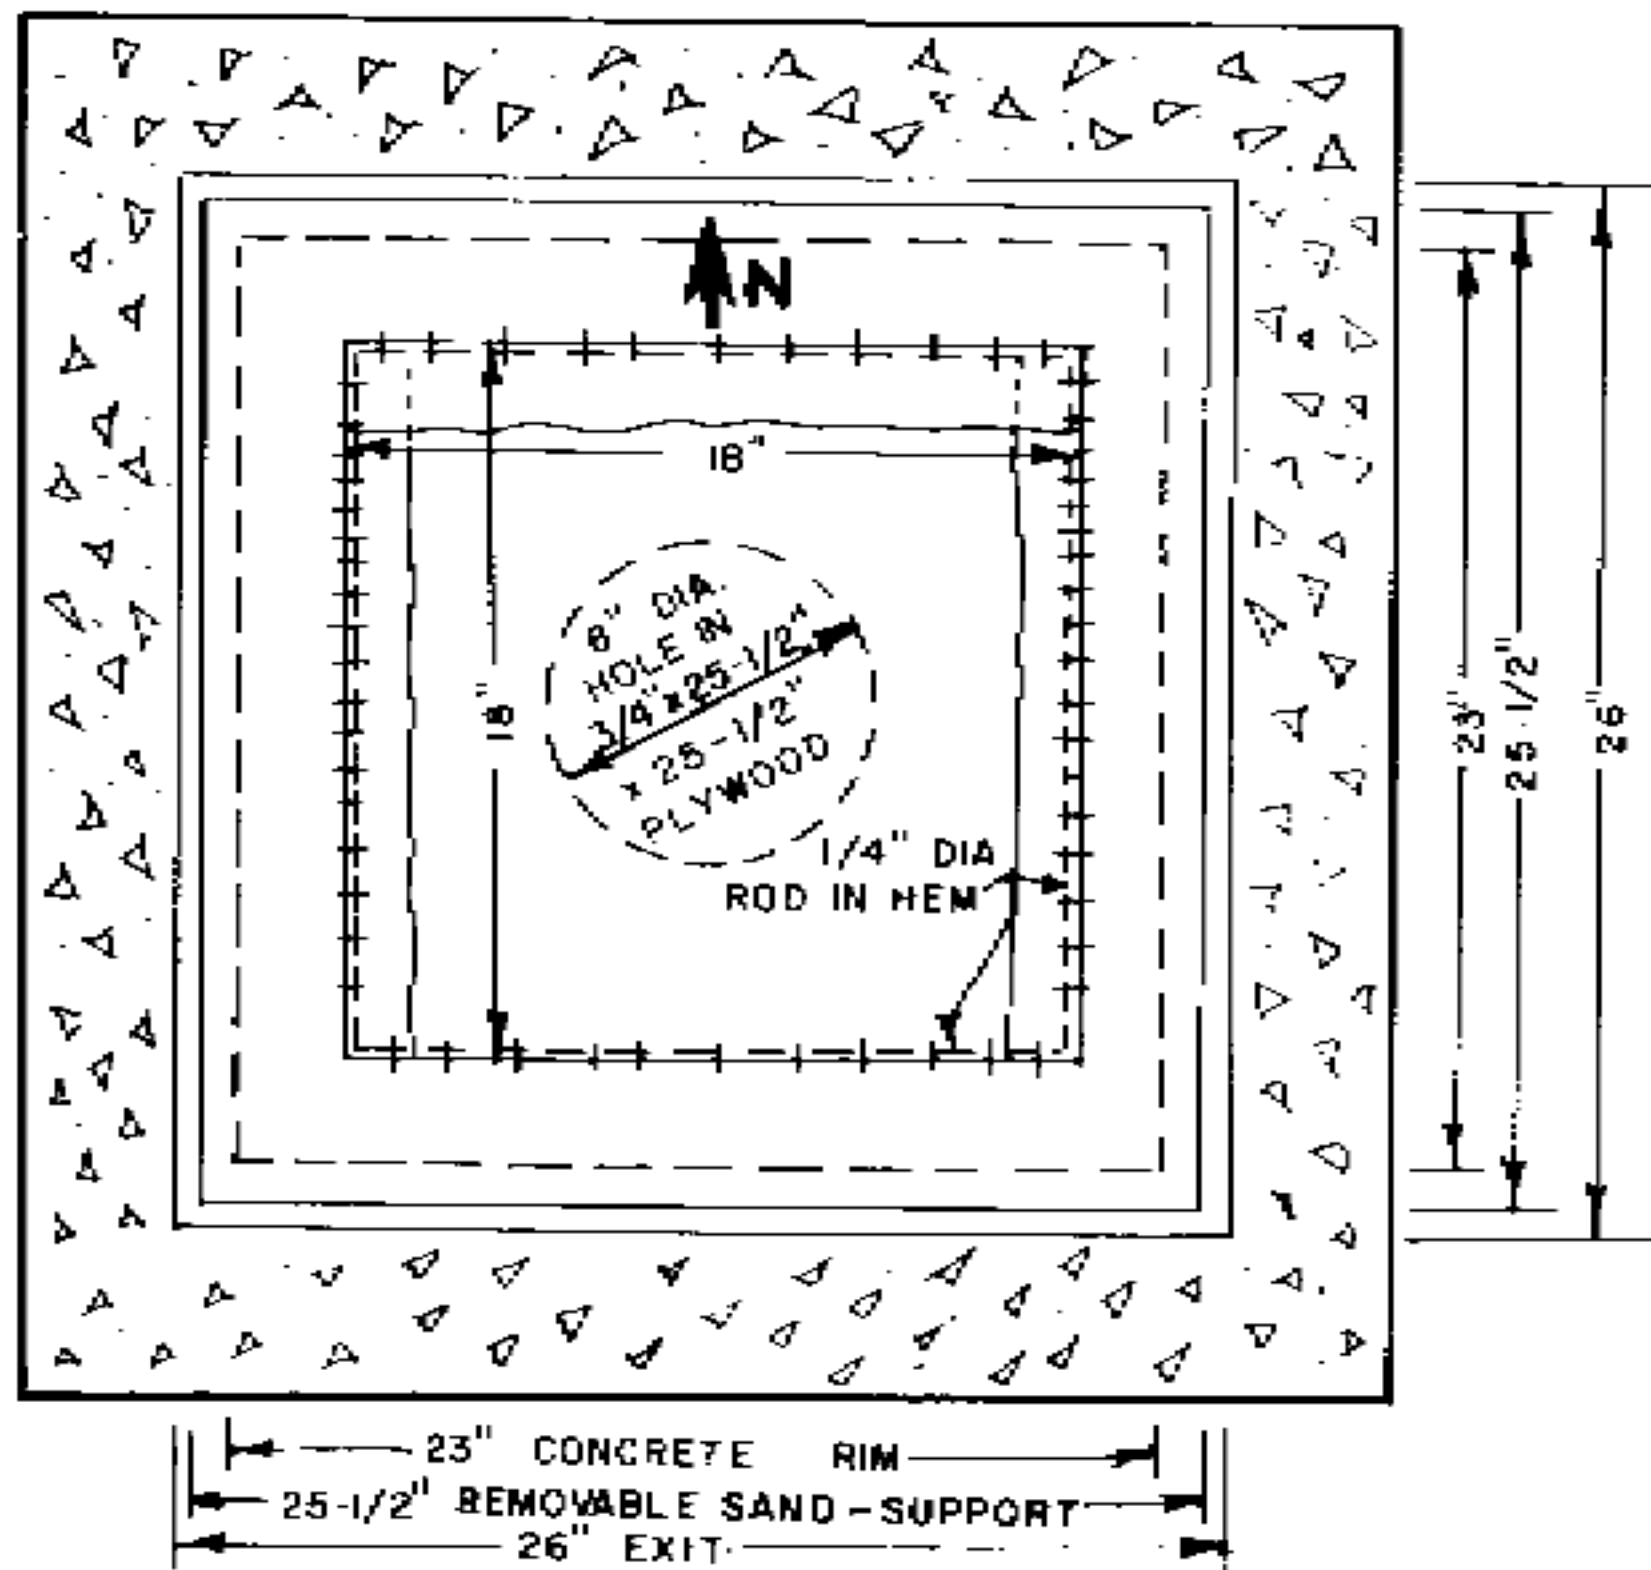 N
18"
18"
8" DIA.
HOLE IN
3/4" x 25-1/2"
x 25-1/2"
PLYWOOD
1/4" DIA
ROD IN HEM
23"
25-1/2"
26"
23" CONCRETE RIM
25-1/2" REMOVABLE SAND-SUPPORT
26" EXIT